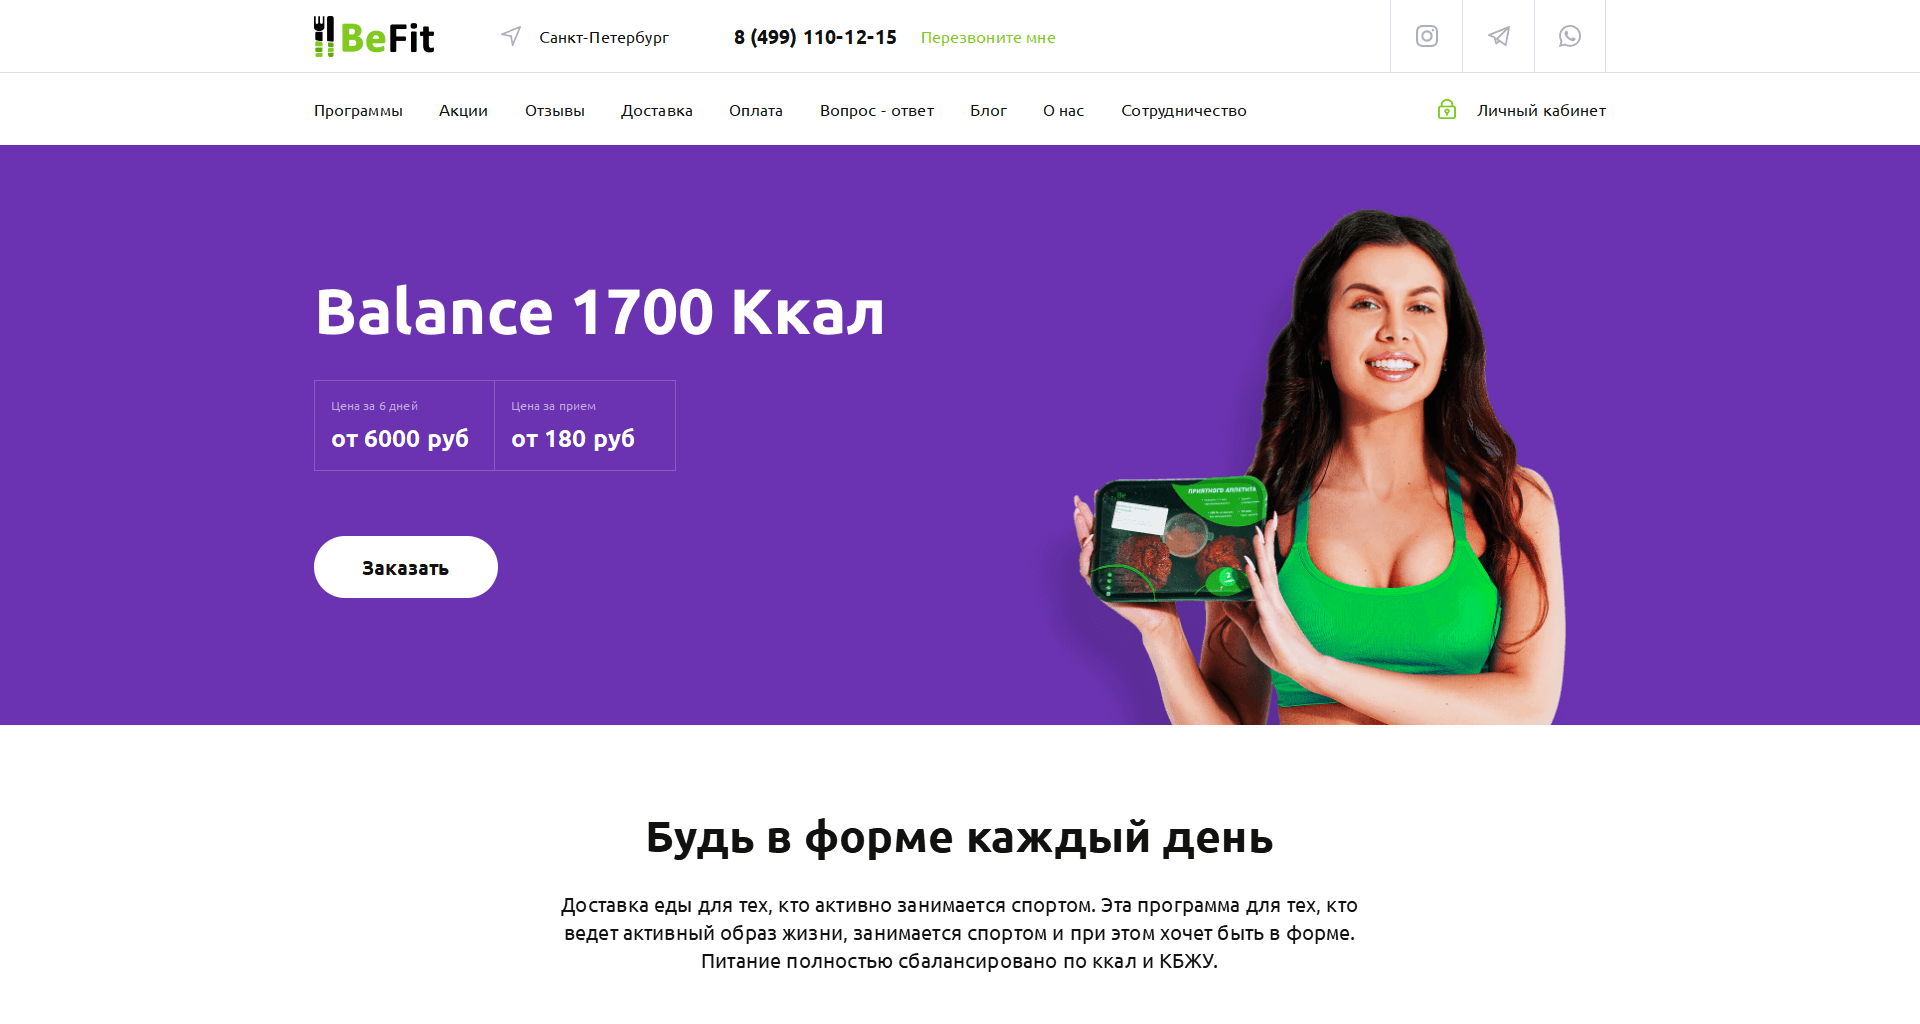 BeFit
Санкт-Петербург
8 (499) 110-12-15
Перезвоните мне
Программы
Акции
Отзывы
Доставка
Оплата
Вопрос - ответ
Блог
О нас
Сотрудничество
Личный кабинет
Balance 1700 Ккал
Цена за 6 дней
от 6000 руб
Цена за прием
от 180 руб
Заказать
ПРИЯТНОГО АППЕТИТА
Будь в форме каждый день
Доставка еды для тех, кто активно занимается спортом. Эта программа для тех, кто
ведет активный образ жизни, занимается спортом и при этом хочет быть в форме.
Питание полностью сбалансировано по ккал и КБЖУ.